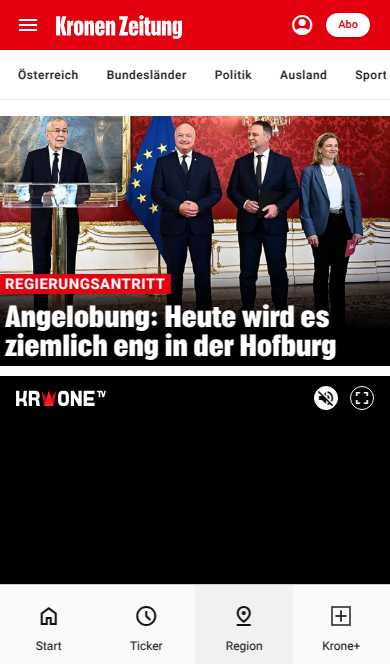 Kronen Zeitung
Abo
Österreich Bundesländer Politik Ausland Sport
REGIERUNGSANTRITT
Angelobung: Heute wird es
ziemlich eng in der Hofburg
KRONE TV
Start Ticker Region Krone+